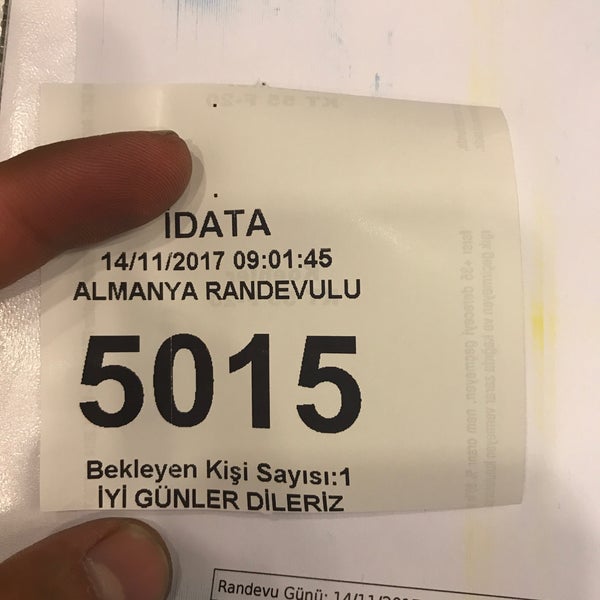 İDATA
14/11/2017 09:01:45
ALMANYA RANDEVULU
5015
Bekleyen Kişi Sayısı:1
İYİ GÜNLER DİLERİZ
Randevu Günü: 14/11/201